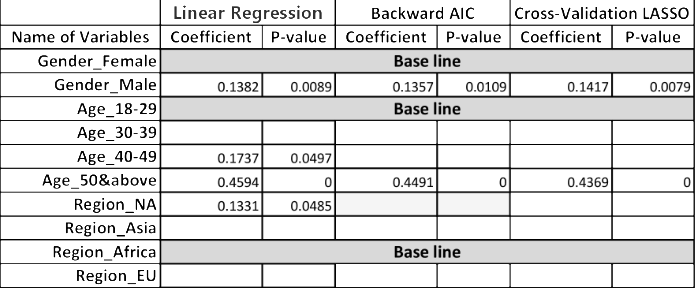 Linear Regression Backward AIC Cross-Validation LASSO
Name of Variables Coefficient P-value Coefficient P-value Coefficient P-value
Gender_Female Base line
Gender_Male 0.1382 0.0089 0.1357 0.0109 0.1417 0.0079
Age_18-29 Base line
Age_30-39
Age_40-49 0.1737 0.0497
Age_50&above 0.4594 0 0.4491 0 0.4369 0
Region_NA 0.1331 0.0485
Region_Asia
Region_Africa Base line
Region_EU